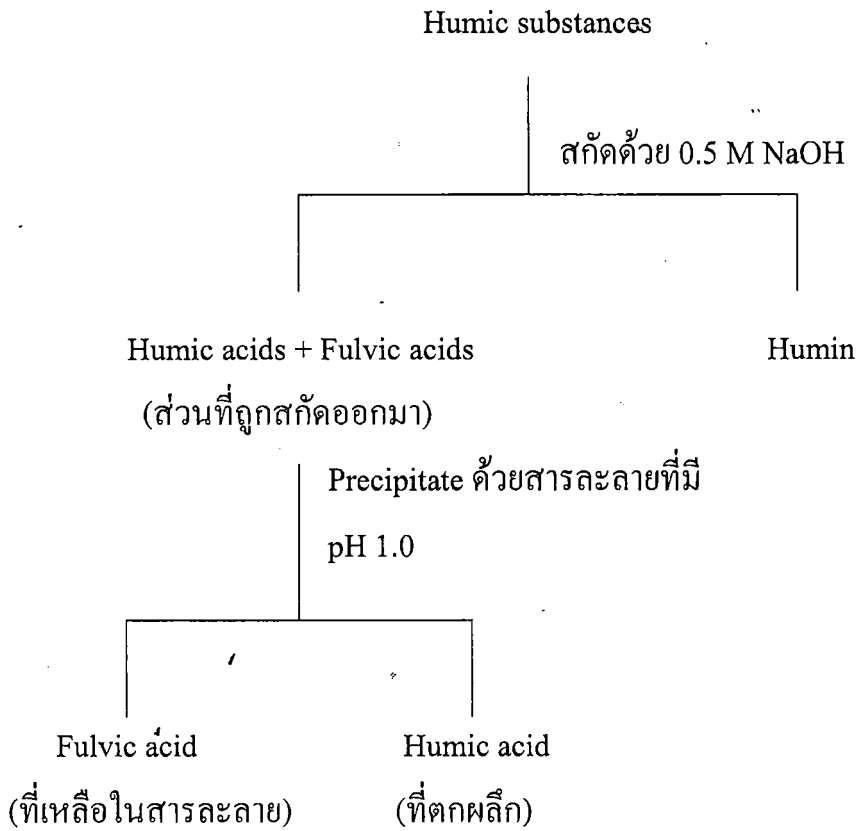 Humic substances
สกัดด้วย 0.5 M NaOH
Humic acids + Fulvic acids
Humin
(ส่วนที่ถูกสกัดออกมา)
Precipitate ด้วยสารละลายที่มี
pH 1.0
Fulvic acid
Humic acid
(ที่เหลือในสารละลาย)
(ที่ตกผลึก)